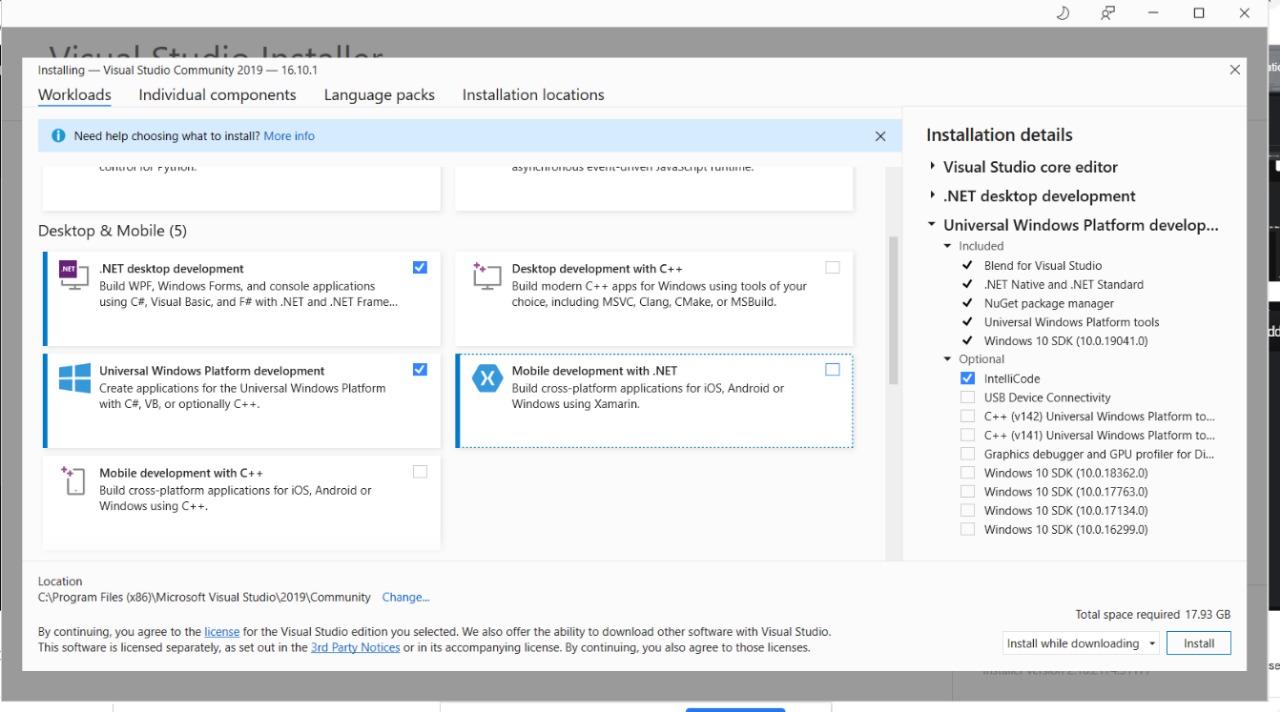 Visual Studio Installer
Installing — Visual Studio Community 2019 — 16.10.1
Workloads
Individual components
Language packs
Installation locations
Need help choosing what to install? More info
control for Python.
asynchronous event-driven JavaScript runtime.
Desktop & Mobile (5)
.NET
.NET desktop development
Build WPF, Windows Forms, and console applications
using C#, Visual Basic, and F# with .NET and .NET Frame...
Desktop development with C++
Build modern C++ apps for Windows using tools of your
choice, including MSVC, Clang, CMake, or MSBuild.
Universal Windows Platform development
Create applications for the Universal Windows Platform
with C#, VB, or optionally C++.
Mobile development with .NET
Build cross-platform applications for iOS, Android or
Windows using Xamarin.
Mobile development with C++
Build cross-platform applications for iOS, Android or
Windows using C++.
Installation details
Visual Studio core editor
.NET desktop development
Universal Windows Platform develop...
Included
Blend for Visual Studio
.NET Native and .NET Standard
NuGet package manager
Universal Windows Platform tools
Windows 10 SDK (10.0.19041.0)
Optional
IntelliCode
USB Device Connectivity
C++ (v142) Universal Windows Platform to...
C++ (v141) Universal Windows Platform to...
Graphics debugger and GPU profiler for Di...
Windows 10 SDK (10.0.18362.0)
Windows 10 SDK (10.0.17763.0)
Windows 10 SDK (10.0.17134.0)
Windows 10 SDK (10.0.16299.0)
Location
C:\Program Files (x86)\Microsoft Visual Studio\2019\Community Change...
By continuing, you agree to the license for the Visual Studio edition you selected. We also offer the ability to download other software with Visual Studio.
This software is licensed separately, as set out in the 3rd Party Notices or in its accompanying license. By continuing, you also agree to those licenses.
Total space required 17.93 GB
Install while downloading
Install